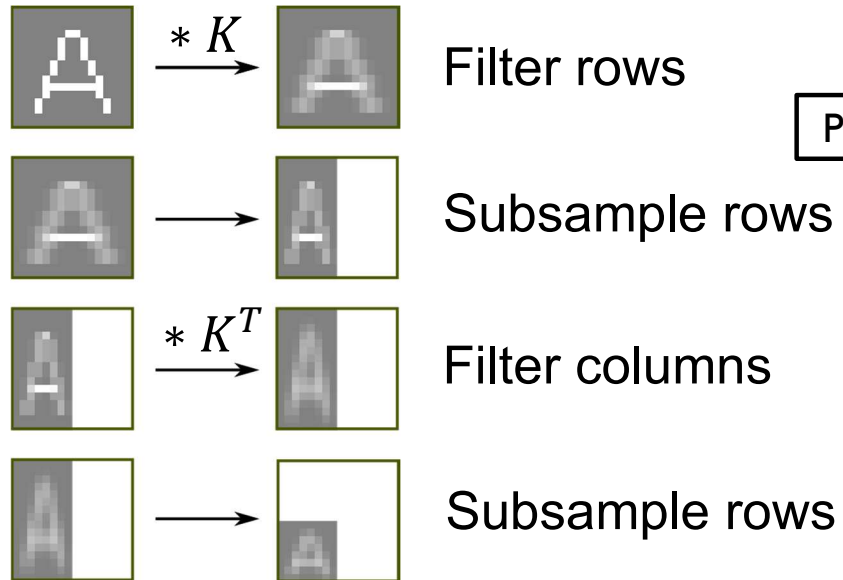 * K
Filter rows
P
Subsample rows
* K^T
Filter columns
Subsample rows